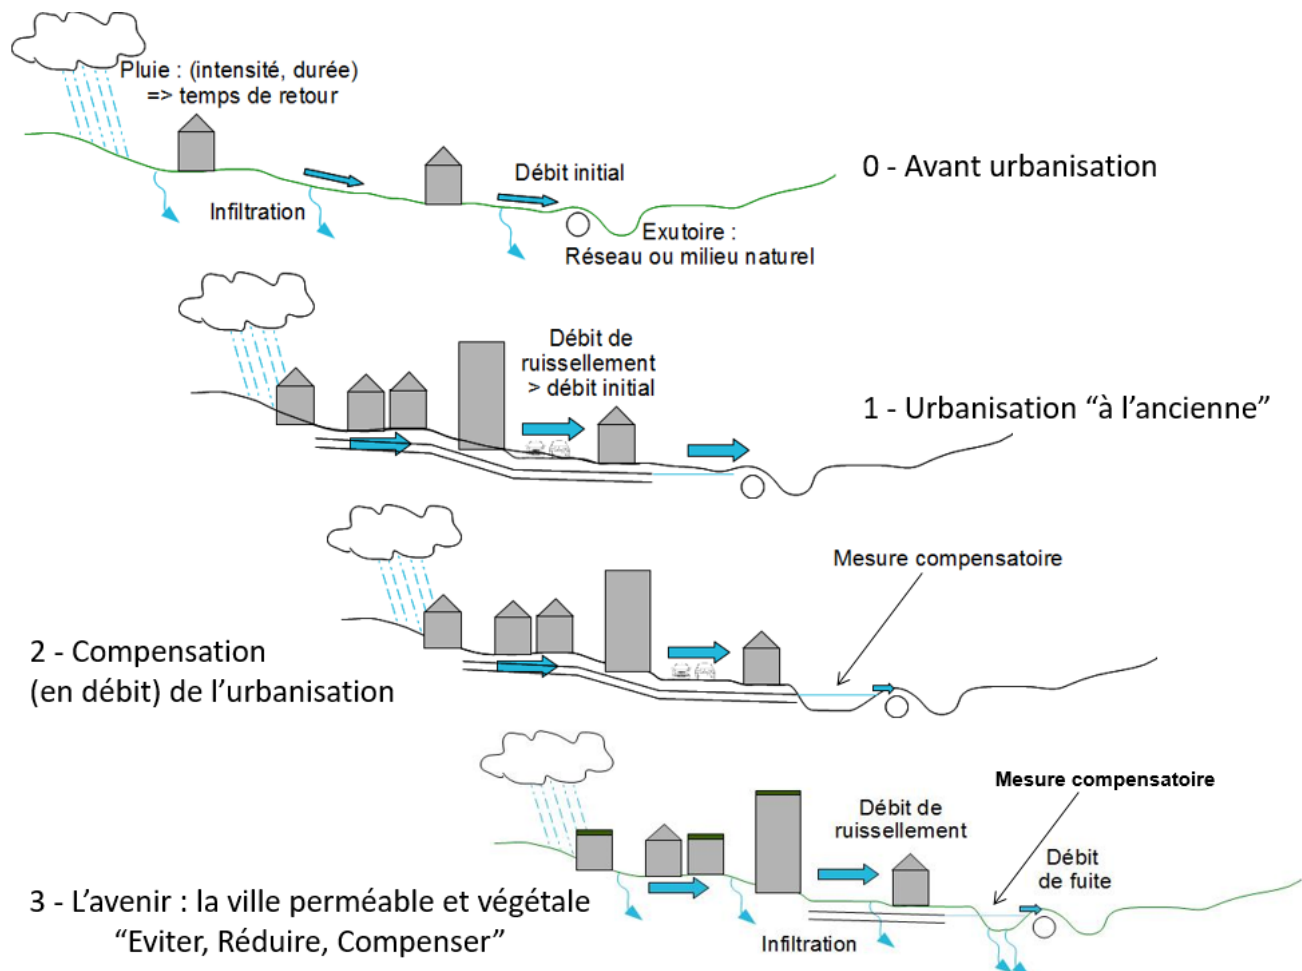 Pluie : (intensité, durée)
=> temps de retour
Débit initial
0 - Avant urbanisation
Infiltration
Exutoire :
Réseau ou milieu naturel
Débit de
ruissellement
> débit initial
1 - Urbanisation “à l’ancienne”
Mesure compensatoire
2 - Compensation
(en débit) de l’urbanisation
Mesure compensatoire
Débit de
ruissellement
Débit
de fuite
3 - L’avenir : la ville perméable et végétale
“Eviter, Réduire, Compenser”
Infiltration